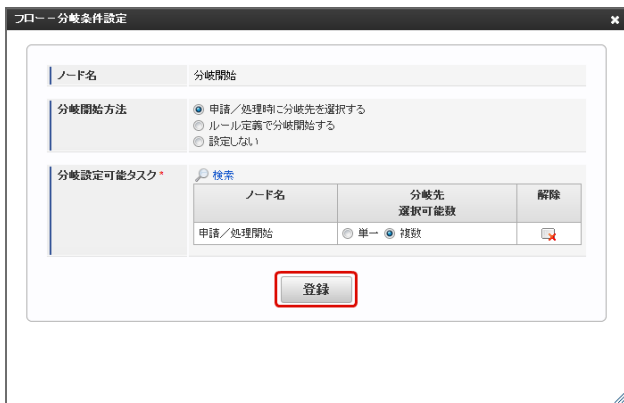 フロー－分岐条件設定
ノード名 分岐開始
分岐開始方法 申請／処理時に分岐先を選択する
ルール定義で分岐開始する
設定しない
分岐設定可能タスク* 検索
ノード名 分岐先 解除
選択可能数
申請／処理開始 単一 複数
登録